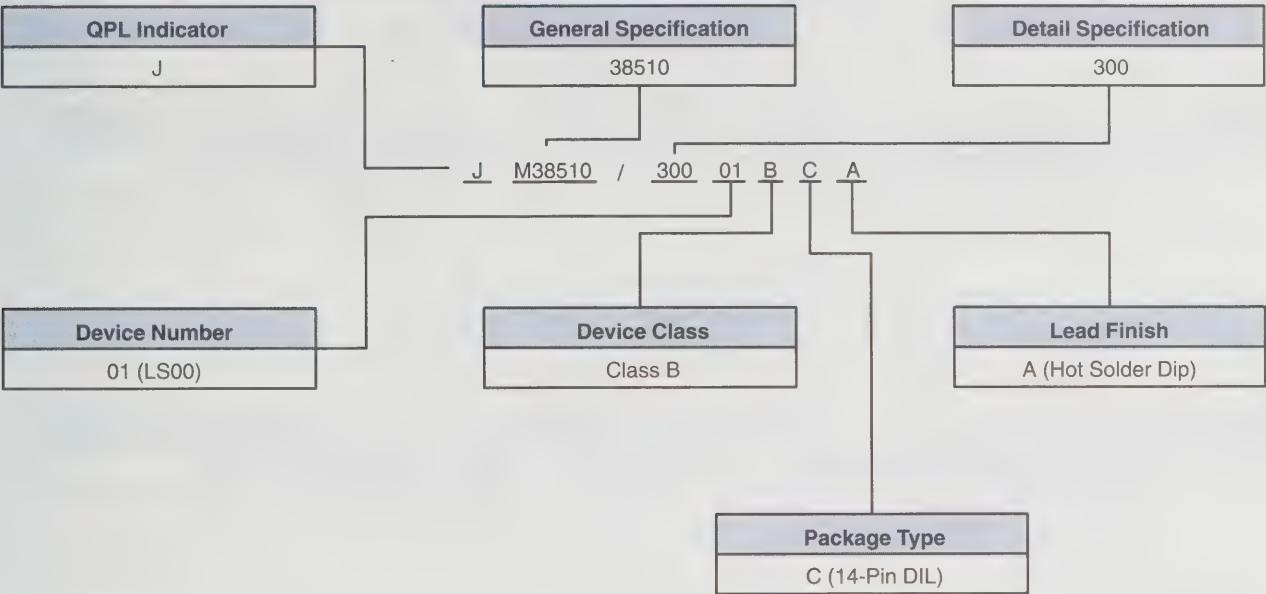 QPL Indicator
J
General Specification
38510
Detail Specification
300
J M38510 / 300 01 B C A
Device Number
01 (LS00)
Device Class
Class B
Lead Finish
A (Hot Solder Dip)
Package Type
C (14-Pin DIL)